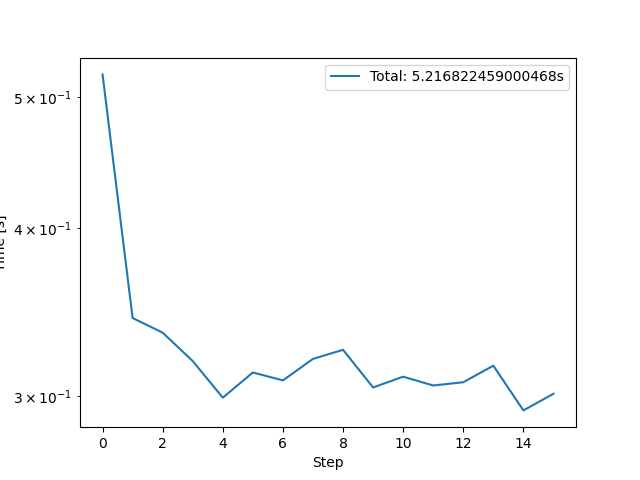 Total: 5.216822459000468s
5 × 10⁻¹
4 × 10⁻¹
3 × 10⁻¹
Time [s]
0 2 4 6 8 10 12 14
Step